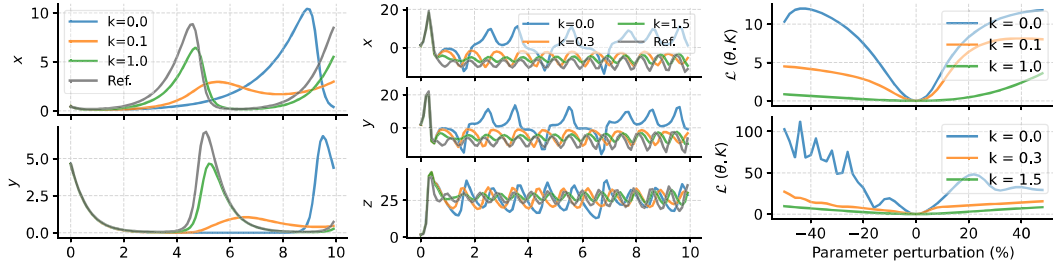 x
10
5
0
k=0.0
k=0.1
k=1.0
Ref.
y
5.0
2.5
0.0
0 2 4 6 8 10
x
20
0
k=0.0
k=0.3
k=1.5
Ref.
y
20
0
z
50
25
0
0 2 4 6 8 10
ℒ (θ, K)
10
5
0
k = 0.0
k = 0.1
k = 1.0
ℒ (θ, K)
100
50
0
k = 0.0
k = 0.3
k = 1.5
−40 −20 0 20 40
Parameter perturbation (%)